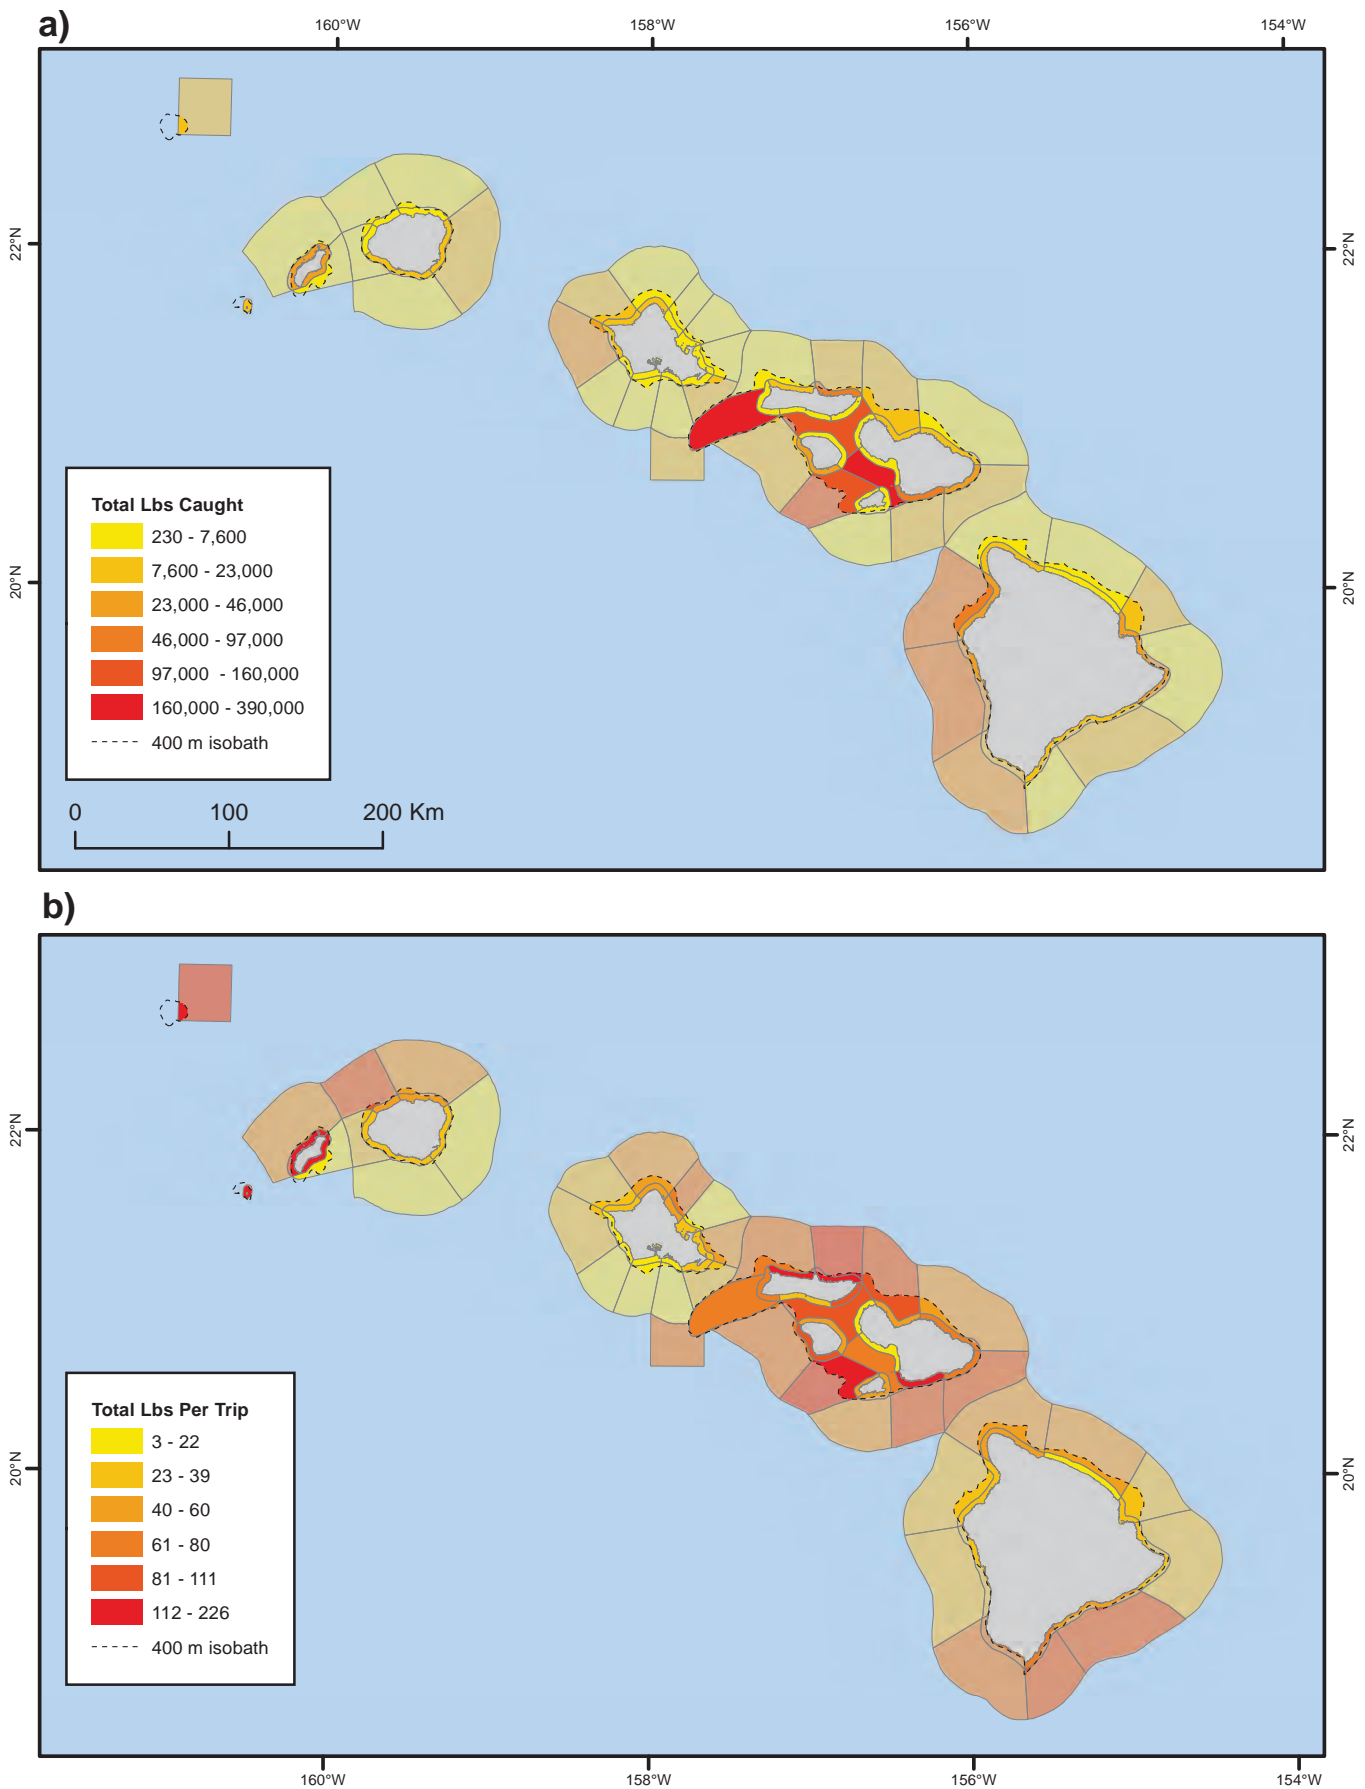 a)
160°W 158°W 156°W 154°W
22°N 22°N
20°N 20°N
Total Lbs Caught
230 - 7,600
7,600 - 23,000
23,000 - 46,000
46,000 - 97,000
97,000 - 160,000
160,000 - 390,000
400 m isobath
0 100 200 Km
b)
22°N 22°N
20°N 20°N
Total Lbs Per Trip
3 - 22
23 - 39
40 - 60
61 - 80
81 - 111
112 - 226
400 m isobath
160°W 158°W 156°W 154°W